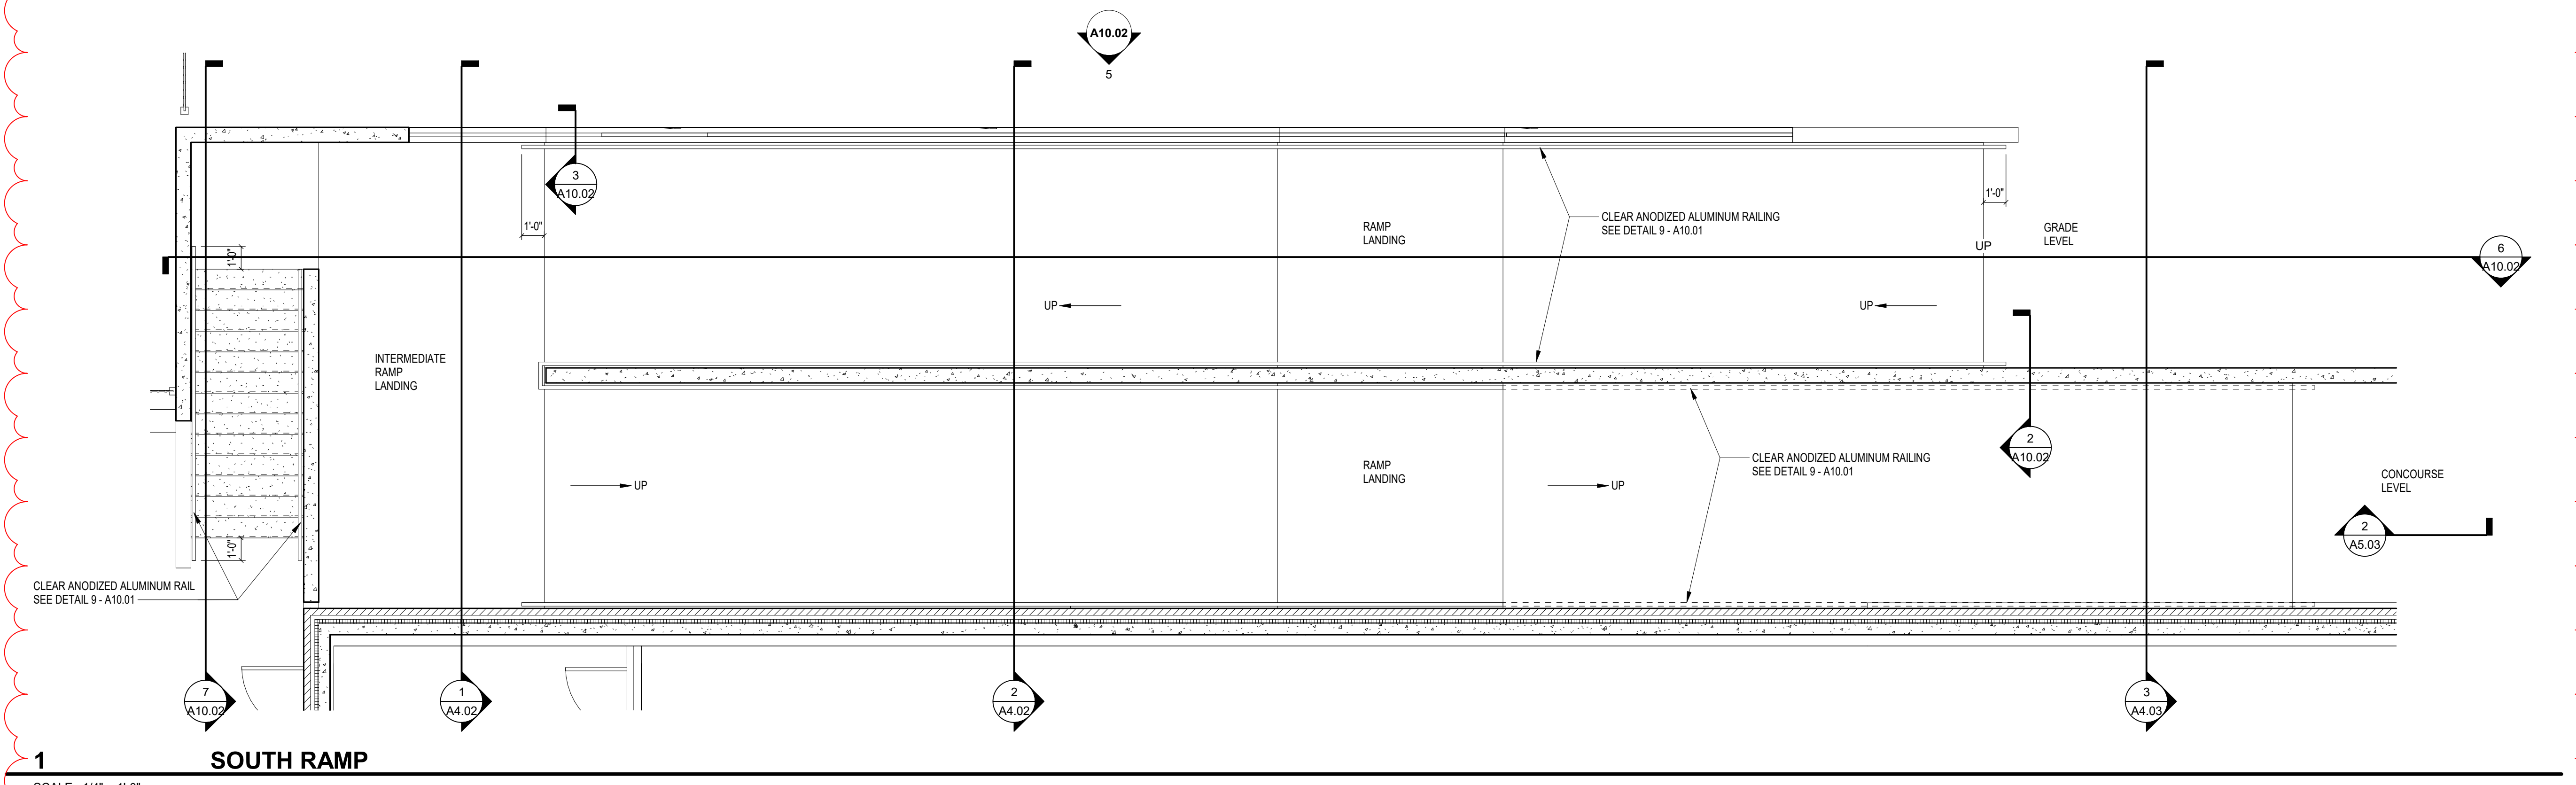 A10.02
5
3
A10.02
1'-0"
1'-0"
1'-0"
RAMP
LANDING
CLEAR ANODIZED ALUMINUM RAILING
SEE DETAIL 9 - A10.01
GRADE
LEVEL
UP
6
A10.02
UP
UP
INTERMEDIATE
RAMP
LANDING
2
A10.02
RAMP
LANDING
CLEAR ANODIZED ALUMINUM RAILING
SEE DETAIL 9 - A10.01
UP
UP
CONCOURSE
LEVEL
2
A5.03
1'-0"
CLEAR ANODIZED ALUMINUM RAIL
SEE DETAIL 9 - A10.01
7
A10.02
1
A4.02
2
A4.02
3
A4.03
1 SOUTH RAMP